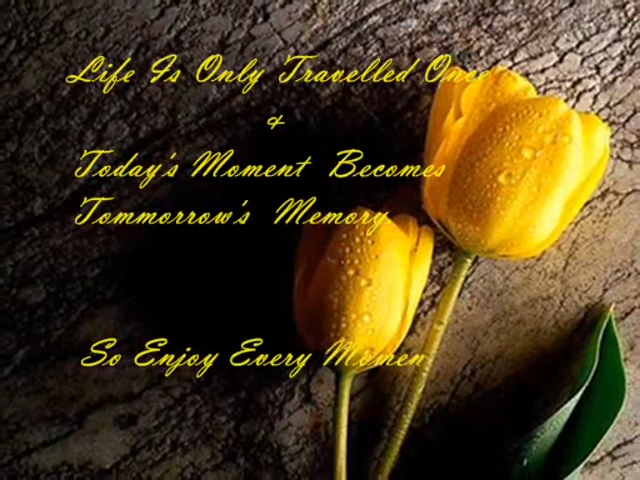 Life Is Only Travelled Once
&
Today's Moment Becomes
Tommorrow's Memory
So Enjoy Every Momen